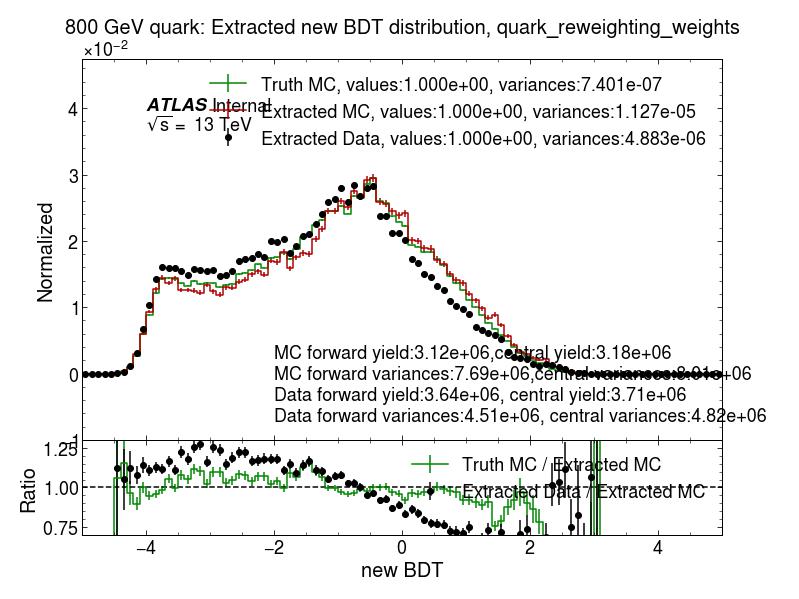 800 GeV quark: Extracted new BDT distribution, quark_reweighting_weights
×10⁻²
Truth MC, values:1.000e+00, variances:7.401e-07
ATLAS Internal
Extracted MC, values:1.000e+00, variances:1.127e-05
√s = 13 TeV
Extracted Data, values:1.000e+00, variances:4.883e-06
4
3
2
1
0
Normalized
MC forward yield:3.12e+06,central yield:3.18e+06
MC forward variances:7.69e+06,central variances:
Data forward yield:3.64e+06, central yield:3.71e+06
Data forward variances:4.51e+06, central variances:4.82e+06
1.25
1.00
0.75
Ratio
Truth MC / Extracted MC
Extracted Data / Extracted MC
−4 −2 0 2 4
new BDT